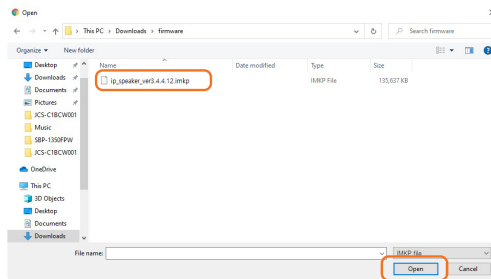 Open
This PC > Downloads > firmware
Search firmware
Organize
New folder
Name
Date modified
Type
Size
ip_speaker_ver3.4.4.12.imkp
IMKP File
135,637 KB
Desktop
Downloads
Documents
Pictures
JCS-C1BCW001
Music
SBP-1350FPW
JCS-C1BCW001
OneDrive
This PC
3D Objects
Desktop
Documents
Downloads
File name:
IMKP file
Open
Cancel